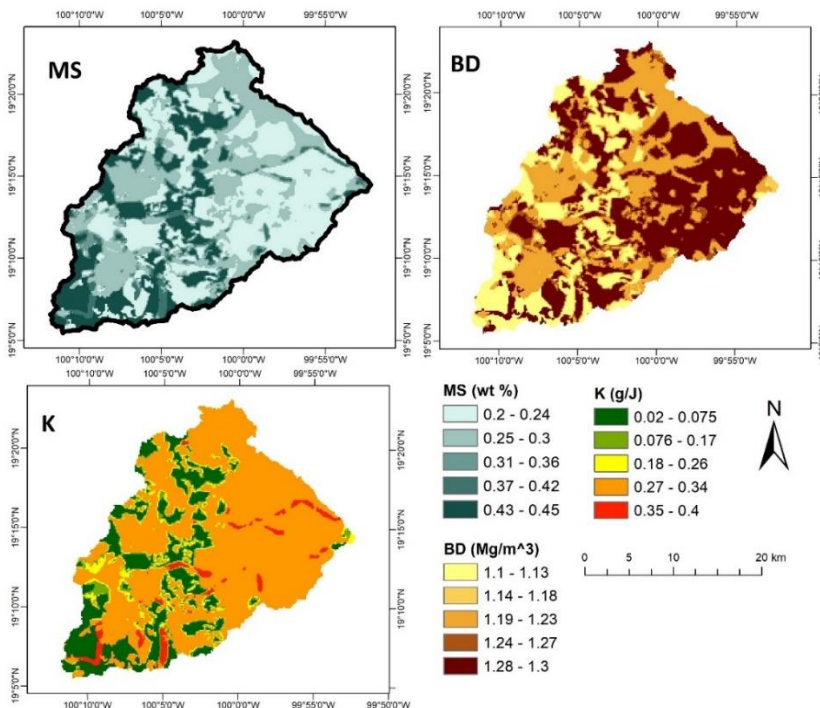 100°10'0"W 100°5'0"W 100°0'0"W 99°55'0"W
MS
19°20'0"N
19°15'0"N
19°10'0"N
19°5'0"N
100°10'0"W 100°5'0"W 100°0'0"W 99°55'0"W
100°10'0"W 100°5'0"W 100°0'0"W 99°55'0"W
BD
19°20'0"N
19°15'0"N
19°10'0"N
19°5'0"N
100°10'0"W 100°5'0"W 100°0'0"W 99°55'0"W
100°10'0"W 100°5'0"W 100°0'0"W 99°55'0"W
K
19°20'0"N
19°15'0"N
19°10'0"N
19°5'0"N
100°10'0"W 100°5'0"W 100°0'0"W 99°55'0"W 99°50'0"W
MS (wt %)
0.2 - 0.24
0.25 - 0.3
0.31 - 0.36
0.37 - 0.42
0.43 - 0.45
K (g/J)
0.02 - 0.075
0.076 - 0.17
0.18 - 0.26
0.27 - 0.34
0.35 - 0.4
N
BD (Mg/m^3)
1.1 - 1.13
1.14 - 1.18
1.19 - 1.23
1.24 - 1.27
1.28 - 1.3
0 5 10 20 km